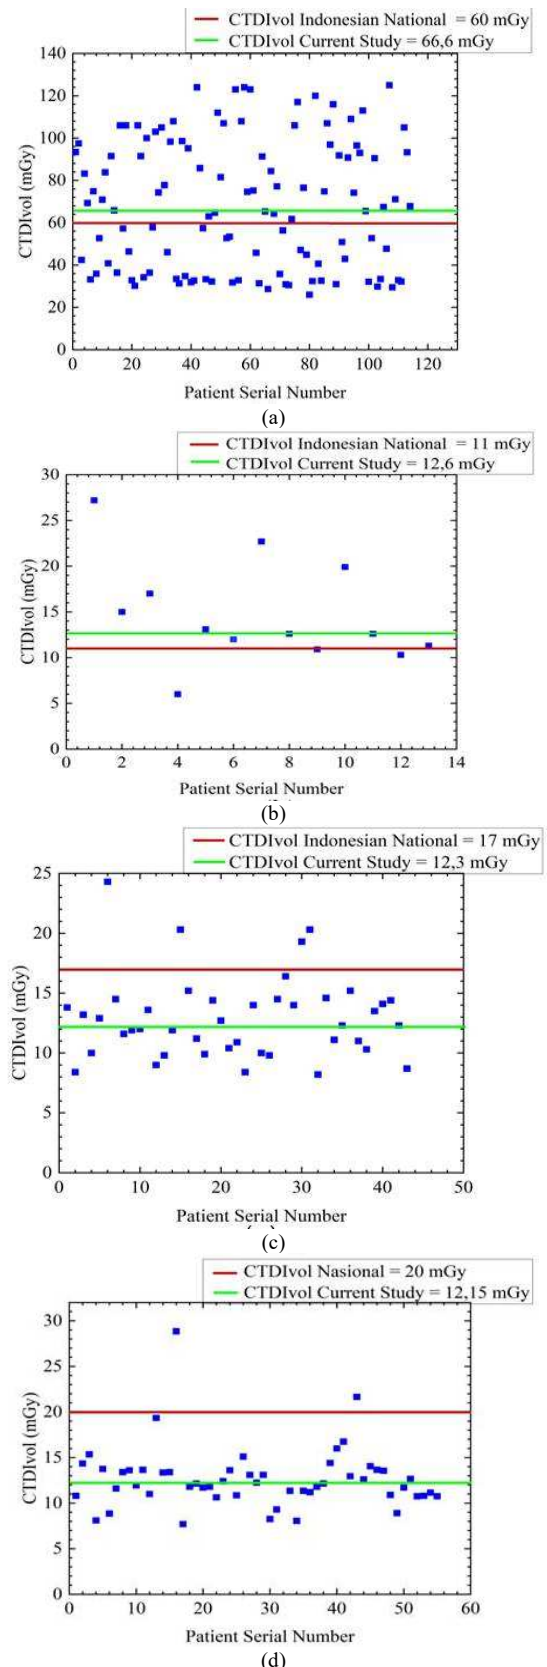 CTDIvol Indonesian National = 60 mGy
CTDIvol Current Study = 66,6 mGy
140
120
100
80
60
40
20
0
CTDIvol (mGy)
0 20 40 60 80 100 120
Patient Serial Number
(a)
CTDIvol Indonesian National = 11 mGy
CTDIvol Current Study = 12,6 mGy
30
25
20
15
10
5
0
CTDIvol (mGy)
0 2 4 6 8 10 12 14
Patient Serial Number
(b)
CTDIvol Indonesian National = 17 mGy
CTDIvol Current Study = 12,3 mGy
25
20
15
10
5
0
CTDIvol (mGy)
0 10 20 30 40 50
Patient Serial Number
(c)
CTDIvol Nasional = 20 mGy
CTDIvol Current Study = 12,15 mGy
30
25
20
15
10
5
0
CTDIvol (mGy)
0 10 20 30 40 50 60
Patient Serial Number
(d)